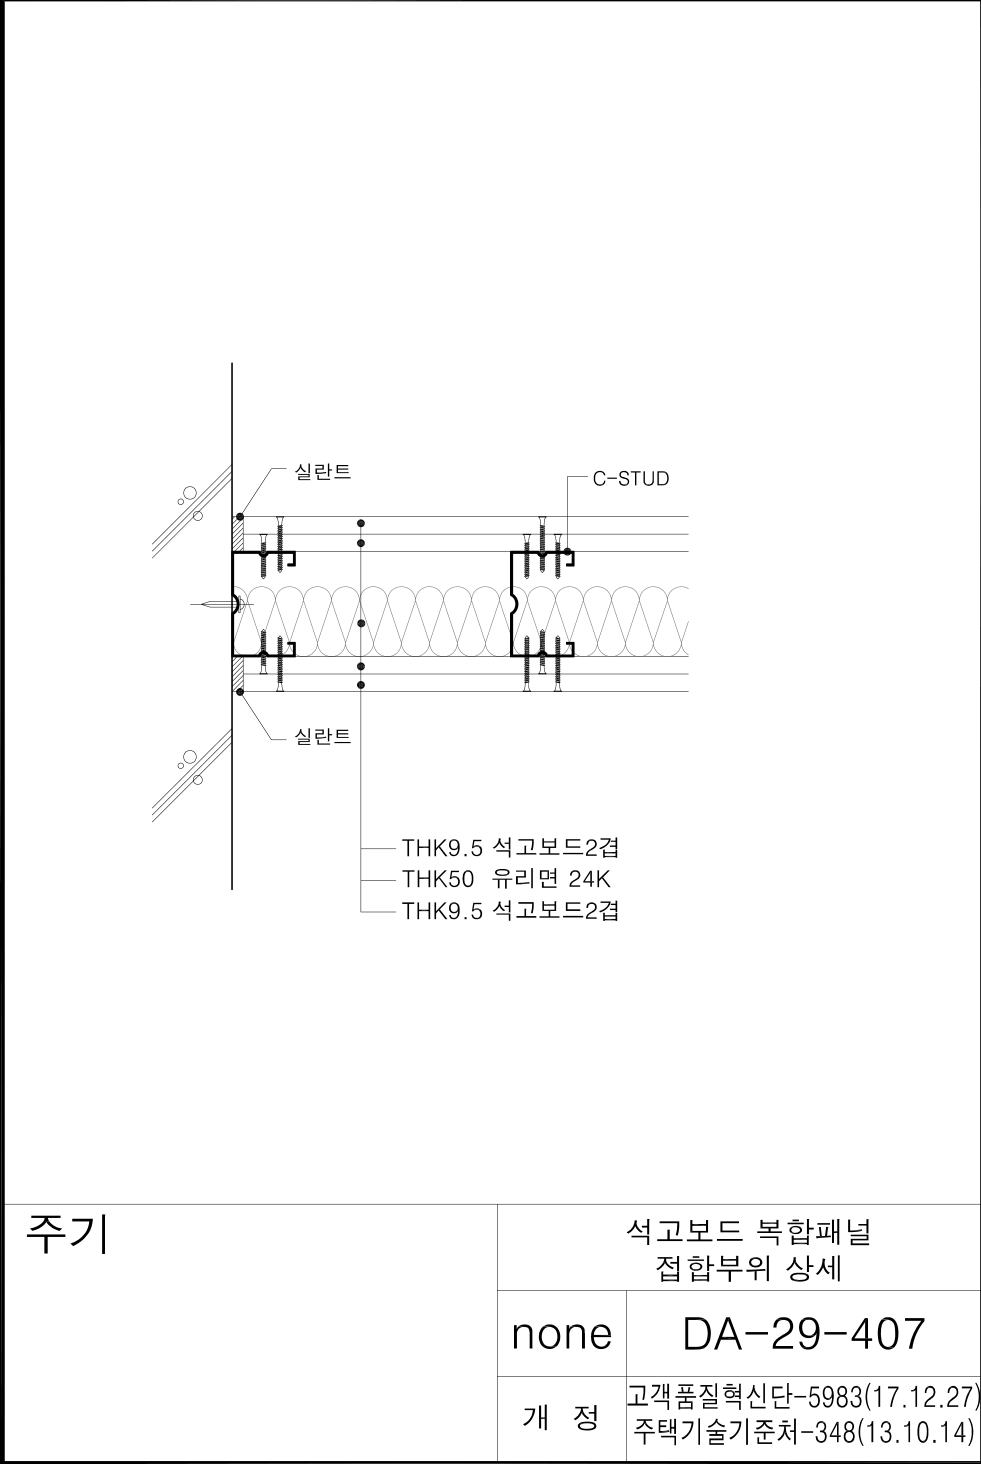 실란트
C-STUD
실란트
THK9.5 석고보드2겹
THK50 유리면 24K
THK9.5 석고보드2겹
주기
석고보드 복합패널
접합부위 상세
none
DA-29-407
개 정
고객품질혁신단-5983(17.12.27)
주택기술기준처-348(13.10.14)